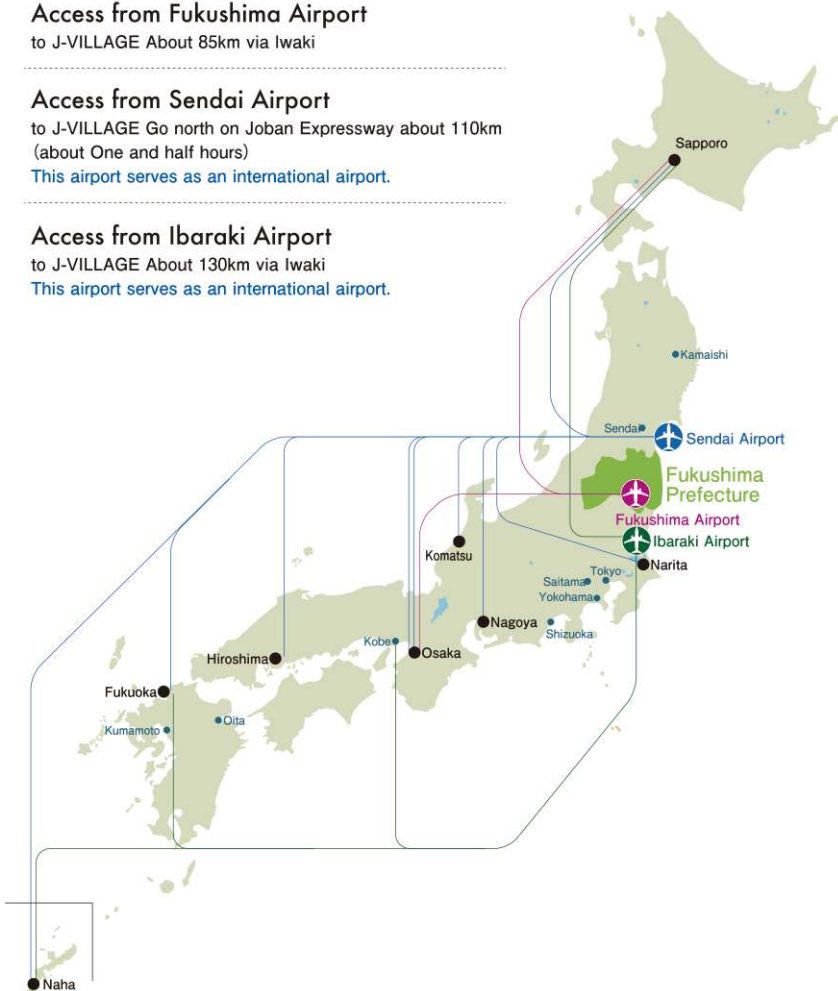 Access from Fukushima Airport
to J-VILLAGE About 85km via Iwaki
Access from Sendai Airport
to J-VILLAGE Go north on Joban Expressway about 110km
(about One and half hours)
This airport serves as an international airport.
Access from Ibaraki Airport
to J-VILLAGE About 130km via Iwaki
This airport serves as an international airport.
Sapporo
Kamaishi
Sendai
Sendai Airport
Fukushima
Prefecture
Fukushima Airport
Ibaraki Airport
Komatsu
Narita
Tokyo
Saitama
Yokohama
Nagoya
Shizuoka
Kobe
Osaka
Hiroshima
Fukuoka
Oita
Kumamoto
Naha